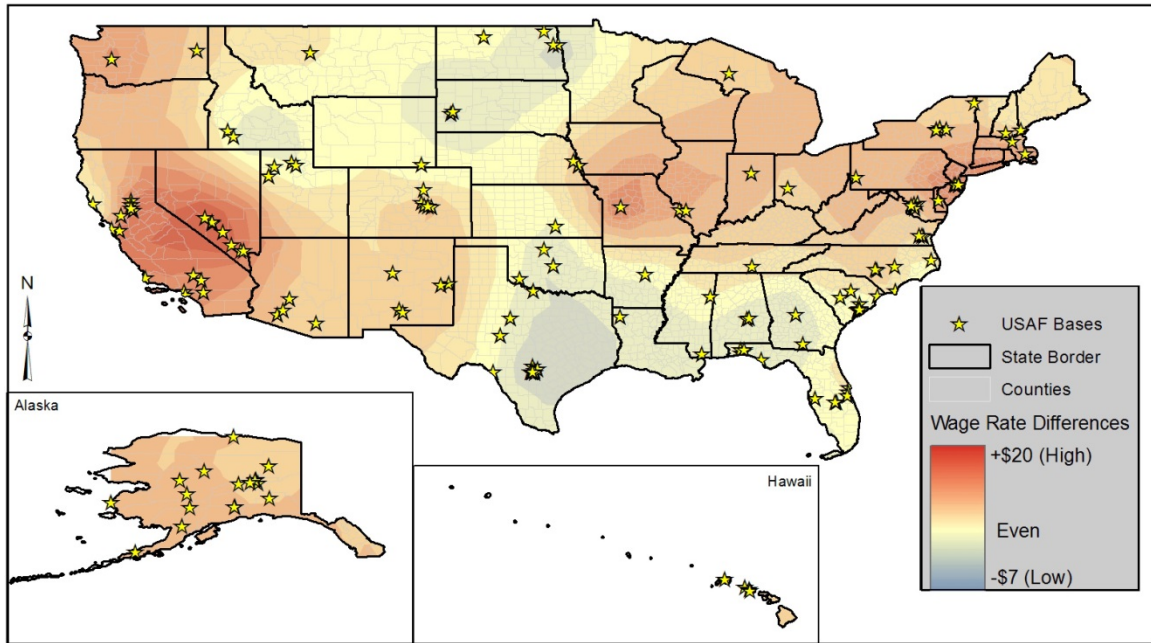 N
Alaska
Hawaii
USAF Bases
State Border
Counties
Wage Rate Differences
+$20 (High)
Even
-$7 (Low)